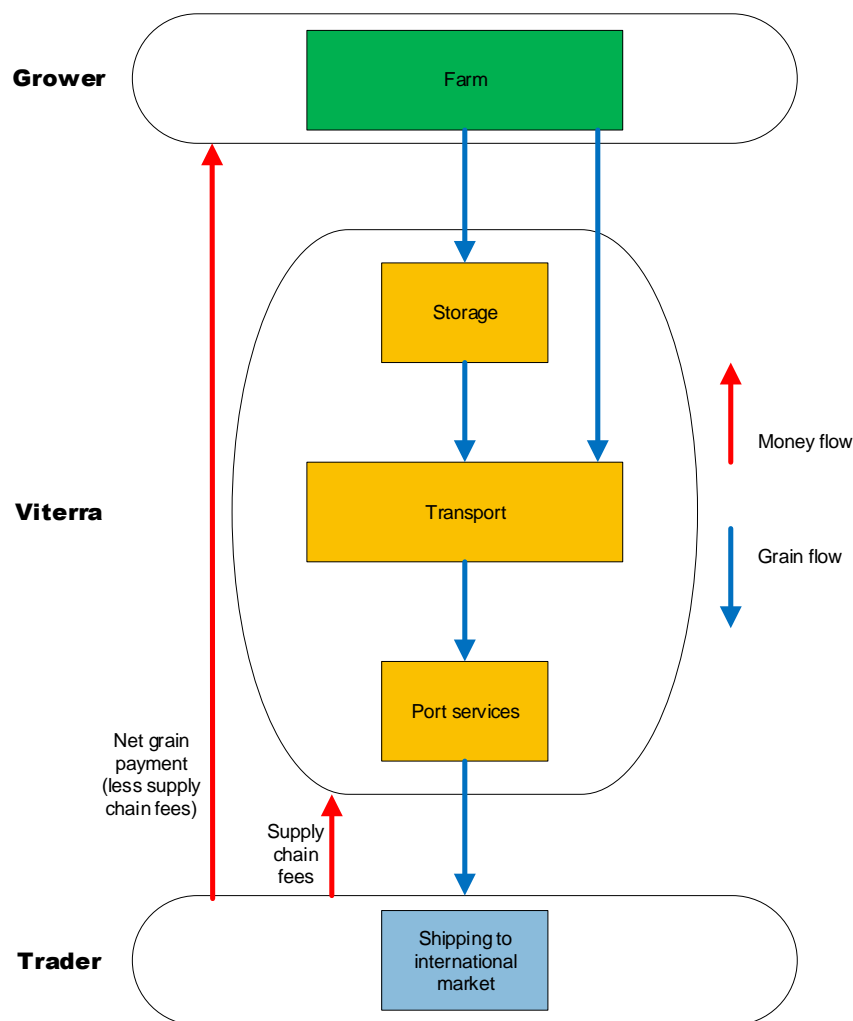 Grower
Farm
Storage
Money flow
Viterra
Transport
Grain flow
Port services
Net grain
payment
(less supply
chain fees)
Supply
chain
fees
Trader
Shipping to
international
market